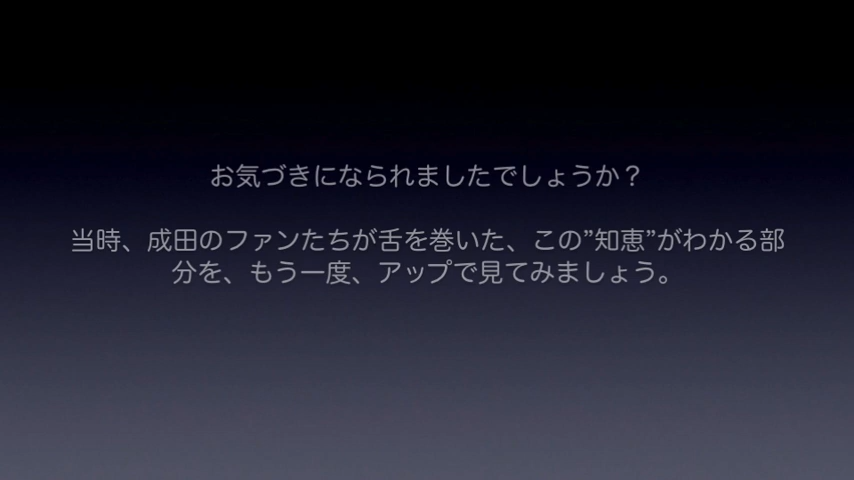 お気づきになられましたでしょうか？
当時、成田のファンたちが舌を巻いた、この”知恵”がわかる部
分を、もう一度、アップで見てみましょう。